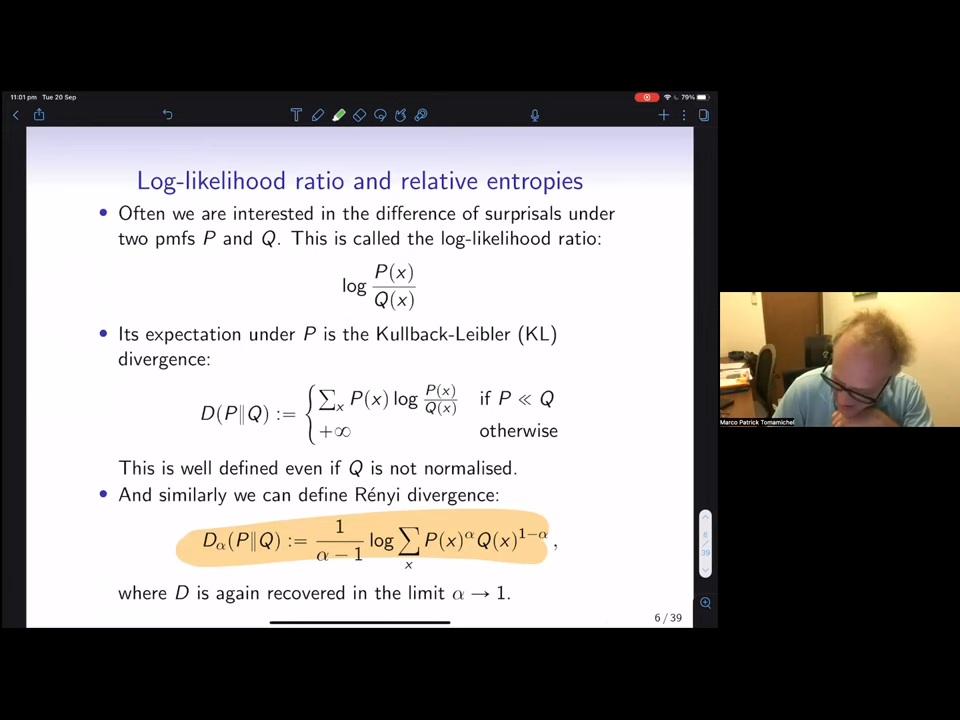 11:01 pm Tue 20 Sep
79%
Log-likelihood ratio and relative entropies
• Often we are interested in the difference of surprisals under
two pmfs P and Q. This is called the log-likelihood ratio:
log P(x)/Q(x)
• Its expectation under P is the Kullback-Leibler (KL)
divergence:
D(P‖Q) := { ∑ₓ P(x) log P(x)/Q(x) if P ≪ Q
+∞ otherwise
This is well defined even if Q is not normalised.
• And similarly we can define Rényi divergence:
D_α(P‖Q) := 1/(α − 1) log ∑ₓ P(x)^α Q(x)^{1−α} ,
where D is again recovered in the limit α → 1.
6 / 39
6
/
39
Marco Patrick Tomamichel